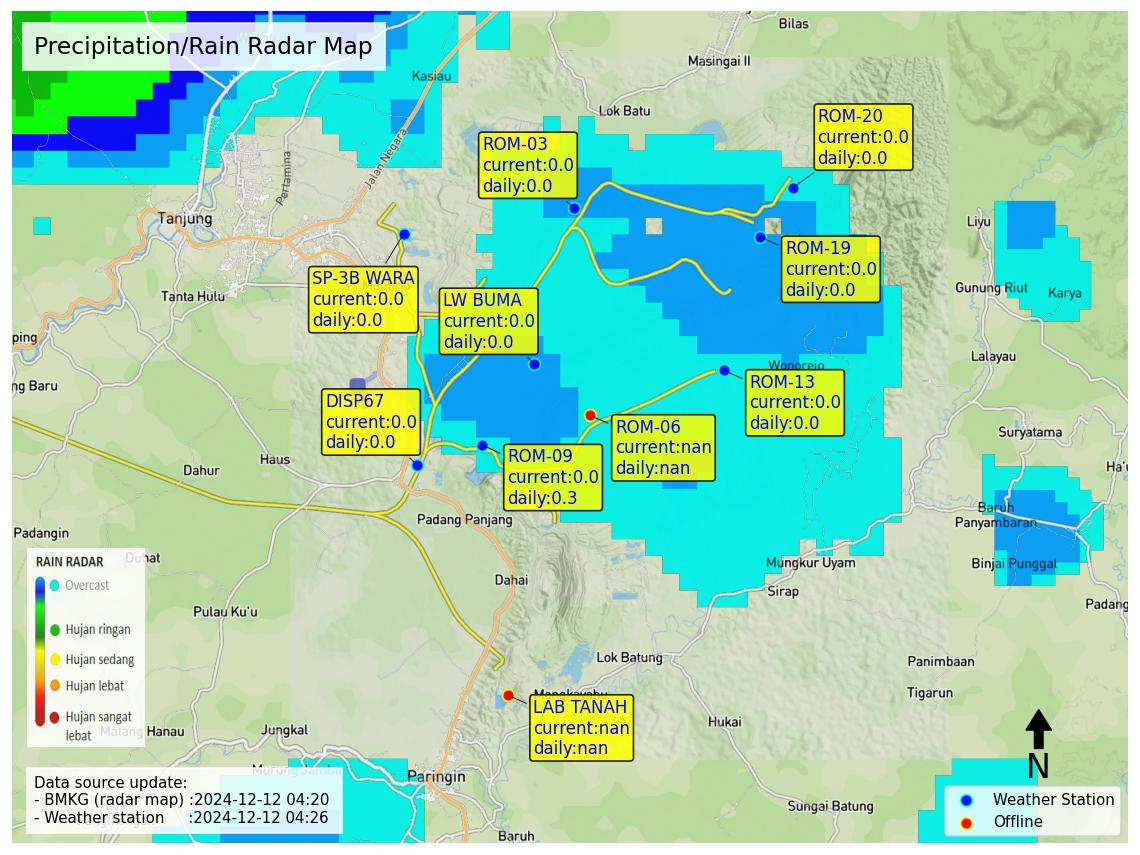 Precipitation/Rain Radar Map
Bilas
Masingai II
Kasiau
Lok Batu
ROM-20
current:0.0
daily:0.0
ROM-03
current:0.0
daily:0.0
Jalan Negara
Pertamina
Tanjung
Liyu
ROM-19
current:0.0
daily:0.0
SP-3B WARA
current:0.0
daily:0.0
Tanta Hulu
LW BUMA
current:0.0
daily:0.0
Gunung Riut
Karya
ping
Lalayau
Wonorejo
ng Baru
ROM-13
current:0.0
daily:0.0
DISP67
current:0.0
daily:0.0
ROM-06
current:nan
daily:nan
Suryatama
Haus
Dahur
ROM-09
current:0.0
daily:0.3
Ha'u
Baruh
Panyambaran
Padang Panjang
Padangin
Duhat
Mungkur Uyam
Binjai Punggal
Dahai
Sirap
Padang
Pulau Ku'u
RAIN RADAR
Overcast
Hujan ringan
Hujan sedang
Hujan lebat
Hujan sangat
lebat
Lok Batung
Panimbaan
Tigarun
Mangkayahu
LAB TANAH
current:nan
daily:nan
Hukai
Matang Hanau
Jungkal
Murung Jambu
Paringin
N
Data source update:
- BMKG (radar map) :2024-12-12 04:20
- Weather station :2024-12-12 04:26
Sungai Batung
Baruh
Weather Station
Offline